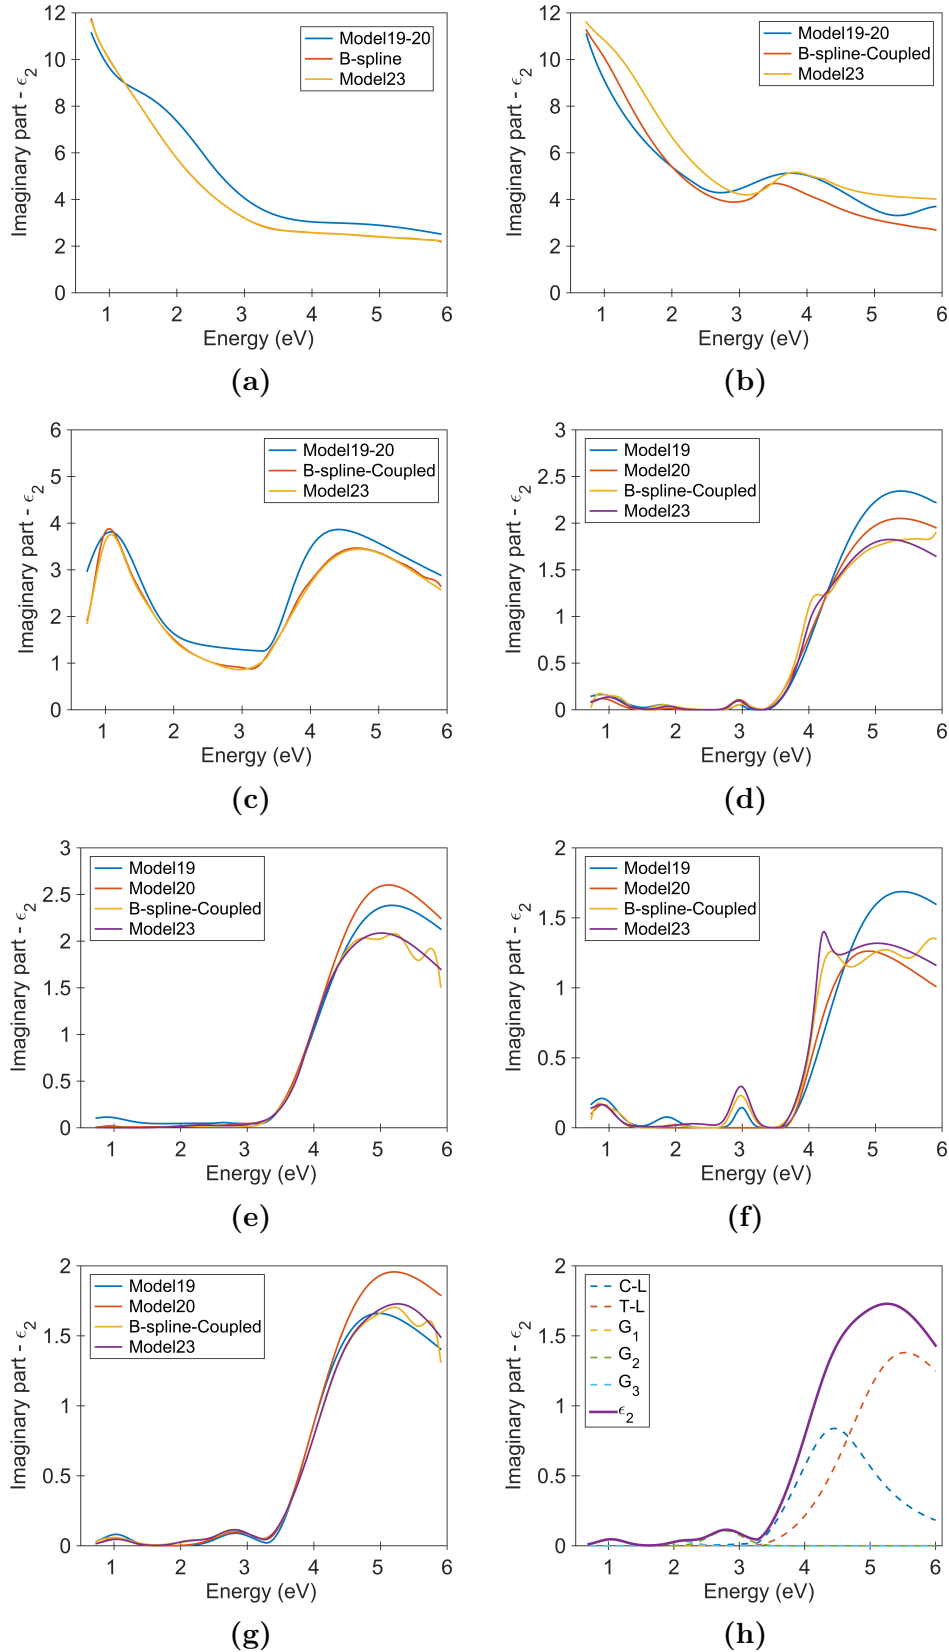 12
10
8
6
4
2
0
Imaginary part - ϵ2
Model19-20
B-spline
Model23
1 2 3 4 5 6
Energy (eV)
(a)
12
10
8
6
4
2
0
Imaginary part - ϵ2
Model19-20
B-spline-Coupled
Model23
1 2 3 4 5 6
Energy (eV)
(b)
6
5
4
3
2
1
0
Imaginary part - ϵ2
Model19-20
B-spline-Coupled
Model23
1 2 3 4 5 6
Energy (eV)
(c)
3
2.5
2
1.5
1
0.5
0
Imaginary part - ϵ2
Model19
Model20
B-spline-Coupled
Model23
1 2 3 4 5 6
Energy (eV)
(d)
3
2.5
2
1.5
1
0.5
0
Imaginary part - ϵ2
Model19
Model20
B-spline-Coupled
Model23
1 2 3 4 5 6
Energy (eV)
(e)
2
1.5
1
0.5
0
Imaginary part - ϵ2
Model19
Model20
B-spline-Coupled
Model23
1 2 3 4 5 6
Energy (eV)
(f)
2
1.5
1
0.5
0
Imaginary part - ϵ2
Model19
Model20
B-spline-Coupled
Model23
1 2 3 4 5 6
Energy (eV)
(g)
2
1.5
1
0.5
0
Imaginary part - ϵ2
C-L
T-L
G1
G2
G3
ϵ2
1 2 3 4 5 6
Energy (eV)
(h)